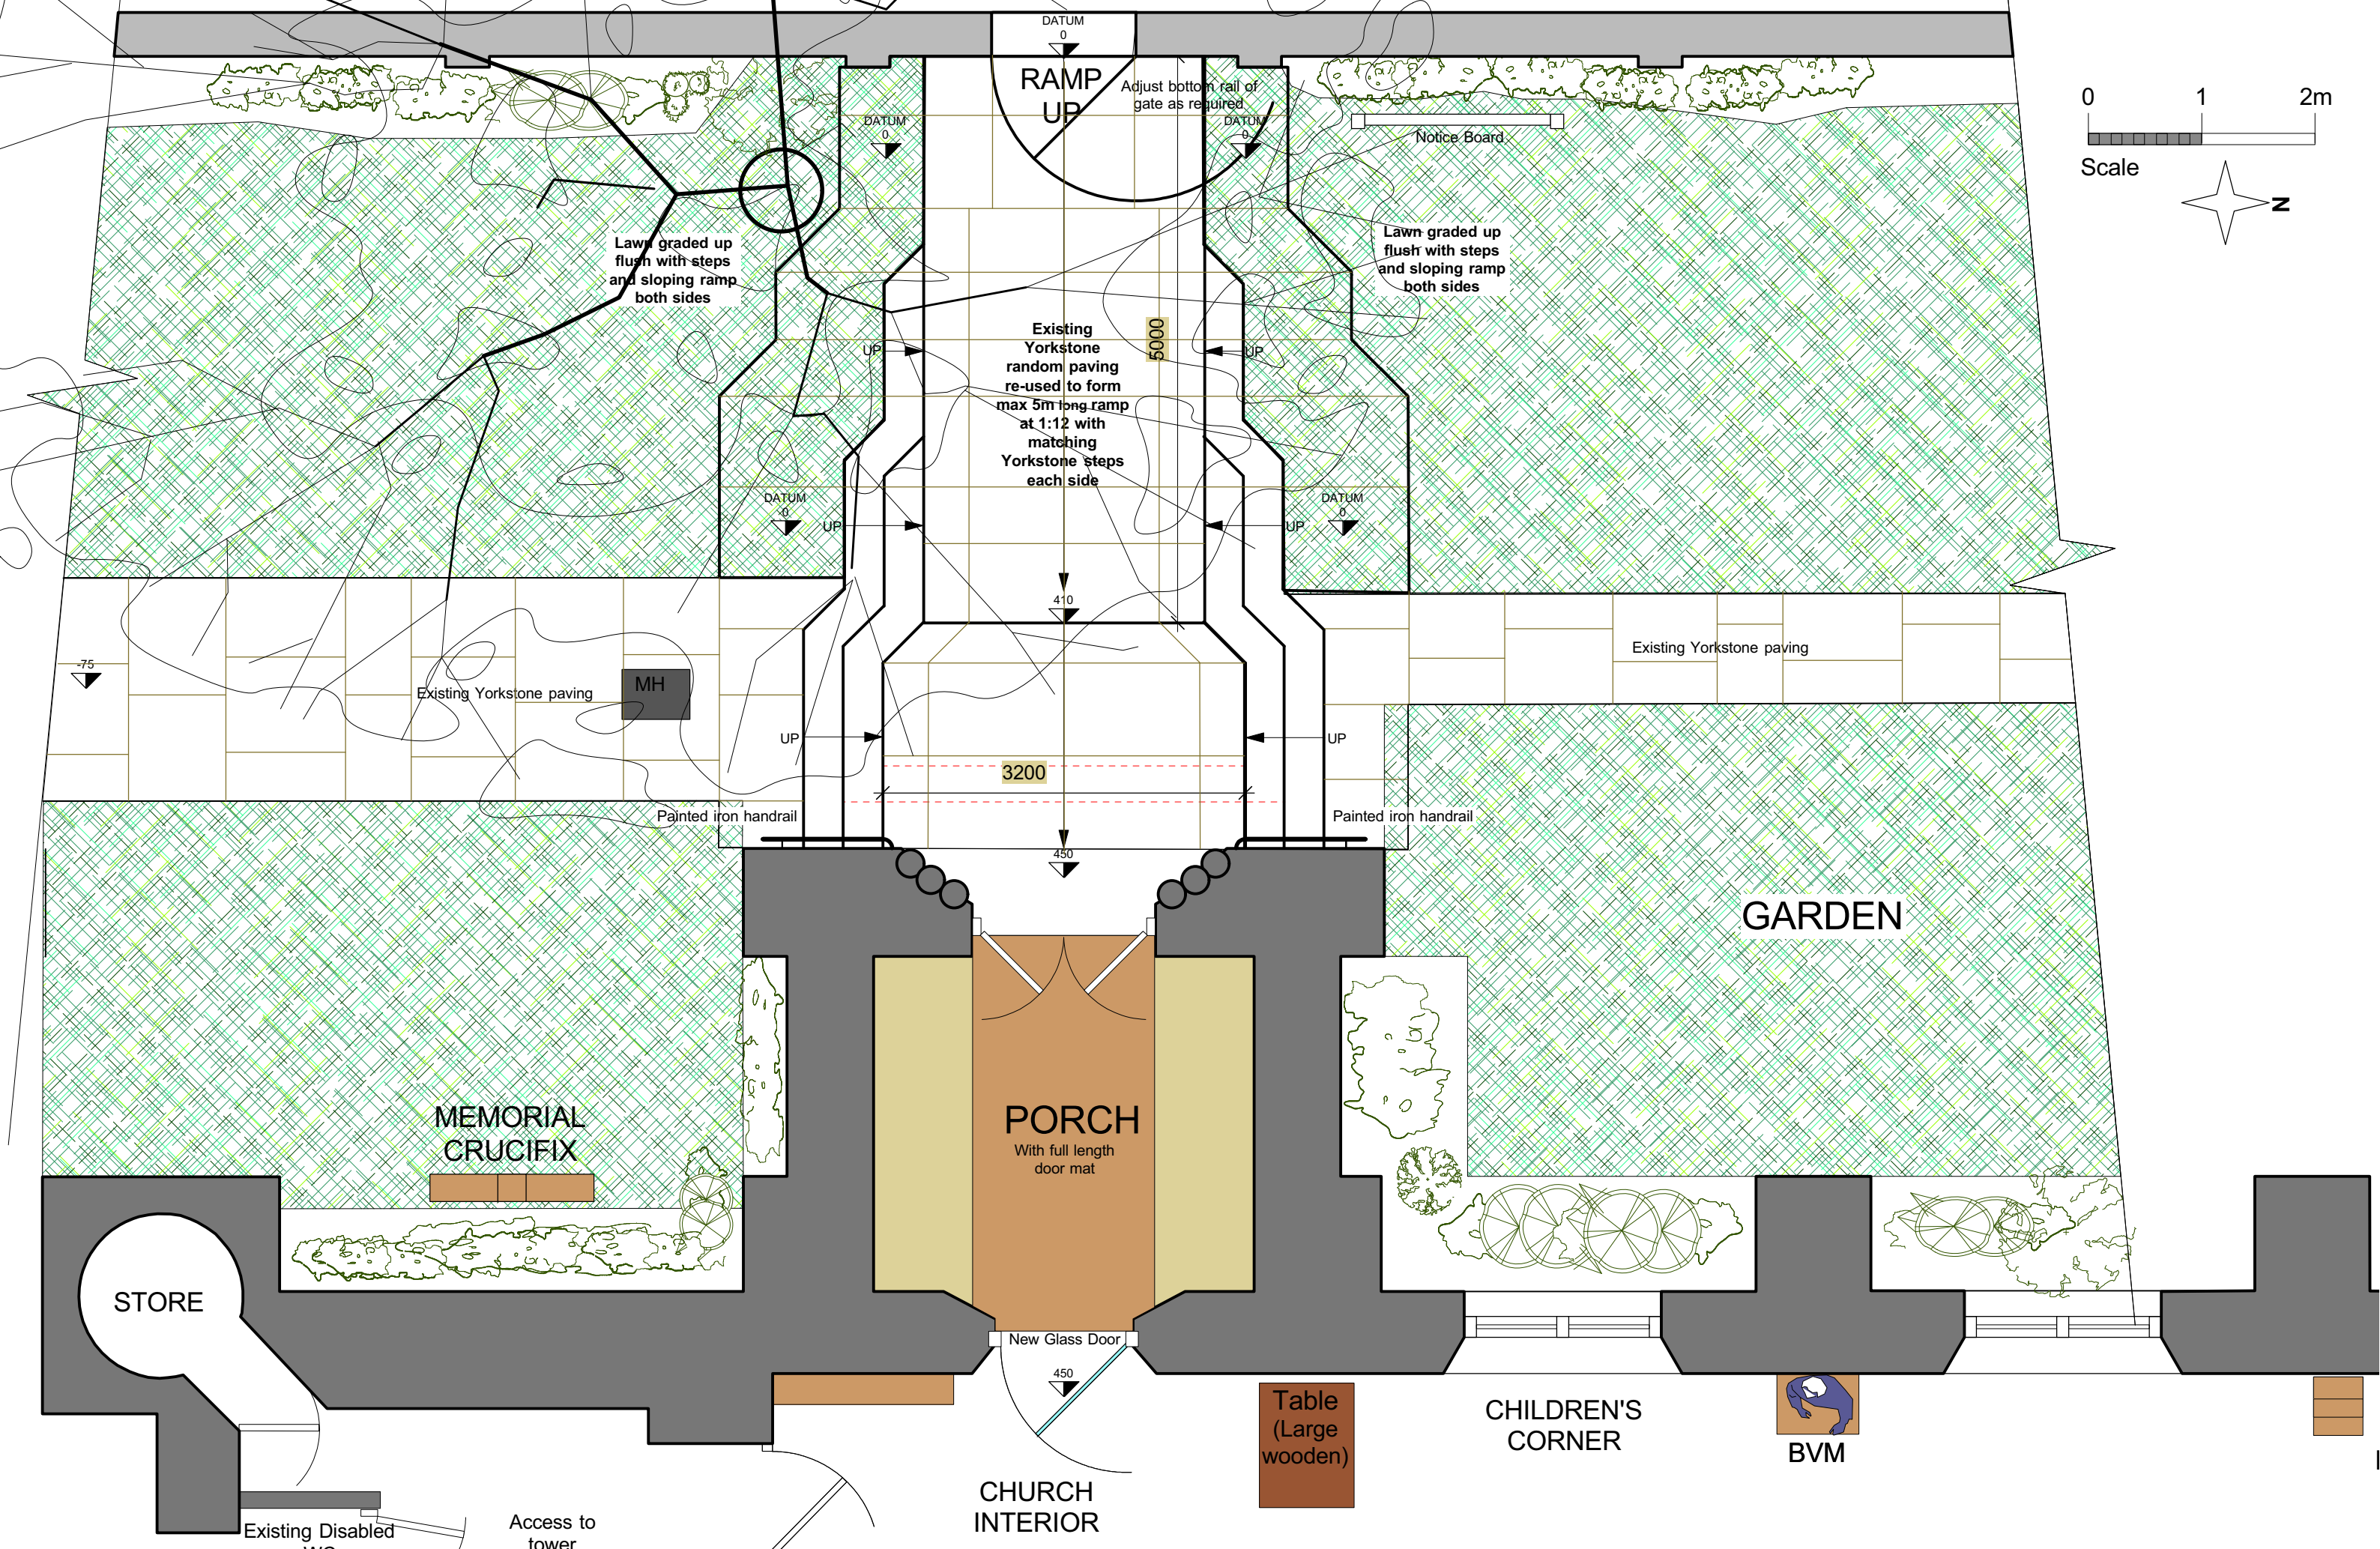 DATUM
0
RAMP
UP
Adjust bottom rail of
gate as required
DATUM
0
DATUM
0
Notice Board
0 1 2m
Scale
N
Lawn graded up
flush with steps
and sloping ramp
both sides
Lawn graded up
flush with steps
and sloping ramp
both sides
Existing
Yorkstone
random paving
re-used to form
max 5m long ramp
at 1:12 with
matching
Yorkstone steps
each side
5000
UP
UP
DATUM
0
DATUM
0
UP
UP
410
-75
Existing Yorkstone paving
MH
Existing Yorkstone paving
UP
UP
3200
Painted iron handrail
Painted iron handrail
450
GARDEN
MEMORIAL
CRUCIFIX
PORCH
With full length
door mat
STORE
New Glass Door
450
Table
(Large
wooden)
CHILDREN'S
CORNER
BVM
CHURCH
INTERIOR
Existing Disabled
Access to
tower